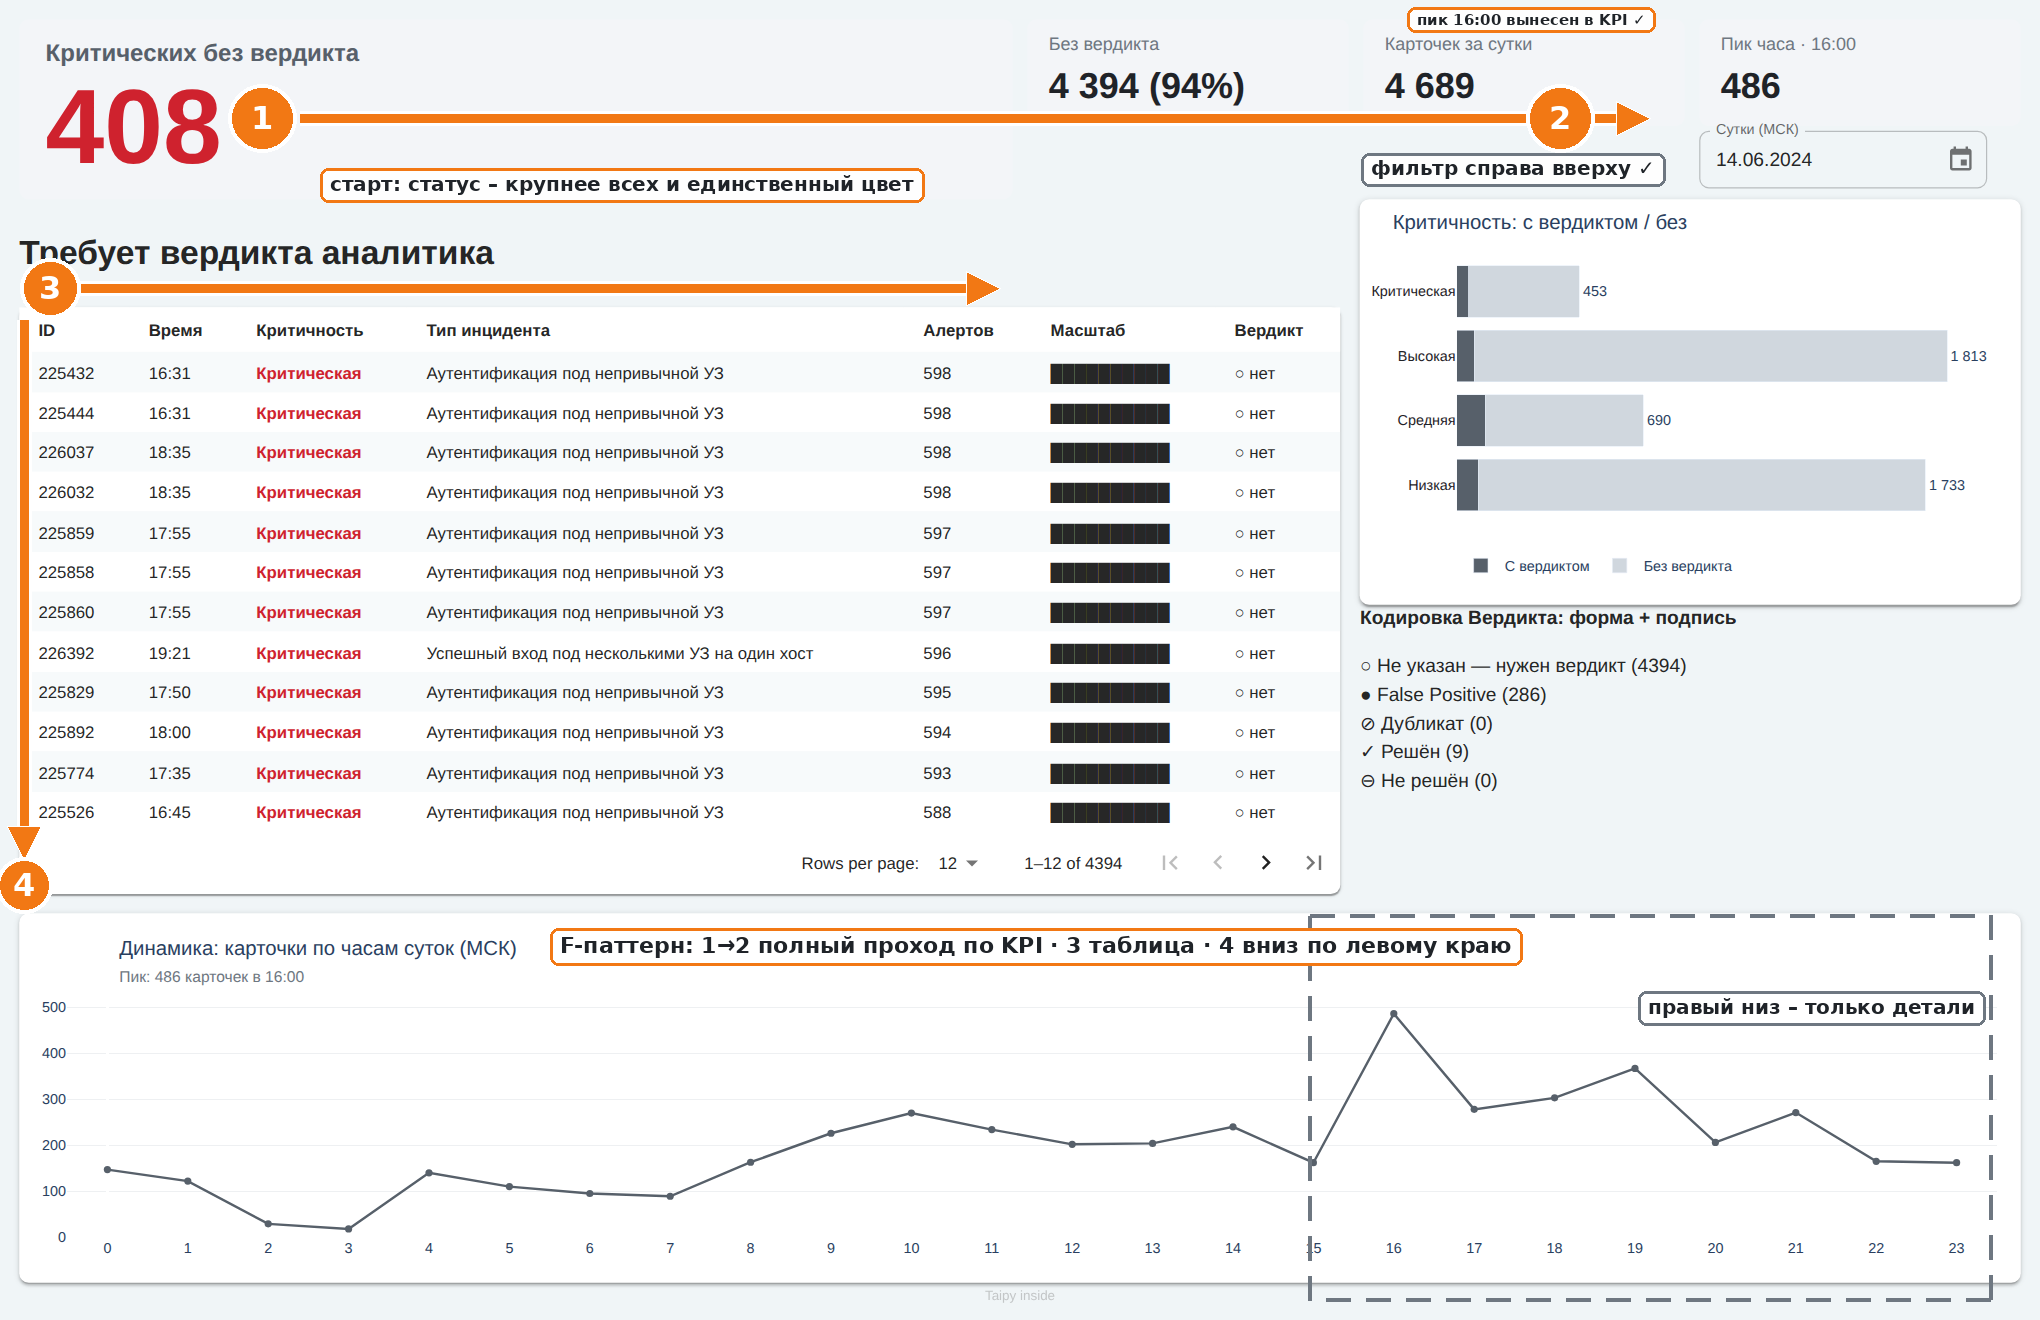 пик 16:00 вынесен в KPI ✓
Критических без вердикта
408
1
Без вердикта
4 394 (94%)
Карточек за сутки
4 689
2
Пик часа · 16:00
486
Сутки (МСК)
14.06.2024
фильтр справа вверху ✓
старт: статус – крупнее всех и единственный цвет
Требует вердикта аналитика
3
ID Время Критичность Тип инцидента Алертов Масштаб Вердикт
225432 16:31 Критическая Аутентификация под непривычной УЗ 598 ██████████ ○ нет
225444 16:31 Критическая Аутентификация под непривычной УЗ 598 ██████████ ○ нет
226037 18:35 Критическая Аутентификация под непривычной УЗ 598 ██████████ ○ нет
226032 18:35 Критическая Аутентификация под непривычной УЗ 598 ██████████ ○ нет
225859 17:55 Критическая Аутентификация под непривычной УЗ 597 ██████████ ○ нет
225858 17:55 Критическая Аутентификация под непривычной УЗ 597 ██████████ ○ нет
225860 17:55 Критическая Аутентификация под непривычной УЗ 597 ██████████ ○ нет
226392 19:21 Критическая Успешный вход под несколькими УЗ на один хост 596 ██████████ ○ нет
225829 17:50 Критическая Аутентификация под непривычной УЗ 595 ██████████ ○ нет
225892 18:00 Критическая Аутентификация под непривычной УЗ 594 ██████████ ○ нет
225774 17:35 Критическая Аутентификация под непривычной УЗ 593 ██████████ ○ нет
225526 16:45 Критическая Аутентификация под непривычной УЗ 588 ██████████ ○ нет
Rows per page: 12 1–12 of 4394
4
Критичность: с вердиктом / без
Критическая 453
Высокая 1 813
Средняя 690
Низкая 1 733
С вердиктом Без вердикта
Кодировка Вердикта: форма + подпись
○ Не указан — нужен вердикт (4394)
● False Positive (286)
⊘ Дубликат (0)
✓ Решён (9)
⊖ Не решён (0)
Динамика: карточки по часам суток (МСК)
Пик: 486 карточек в 16:00
F-паттерн: 1→2 полный проход по KPI · 3 таблица · 4 вниз по левому краю
правый низ – только детали
500
400
300
200
100
0
0 1 2 3 4 5 6 7 8 9 10 11 12 13 14 15 16 17 18 19 20 21 22 23
Taipy inside